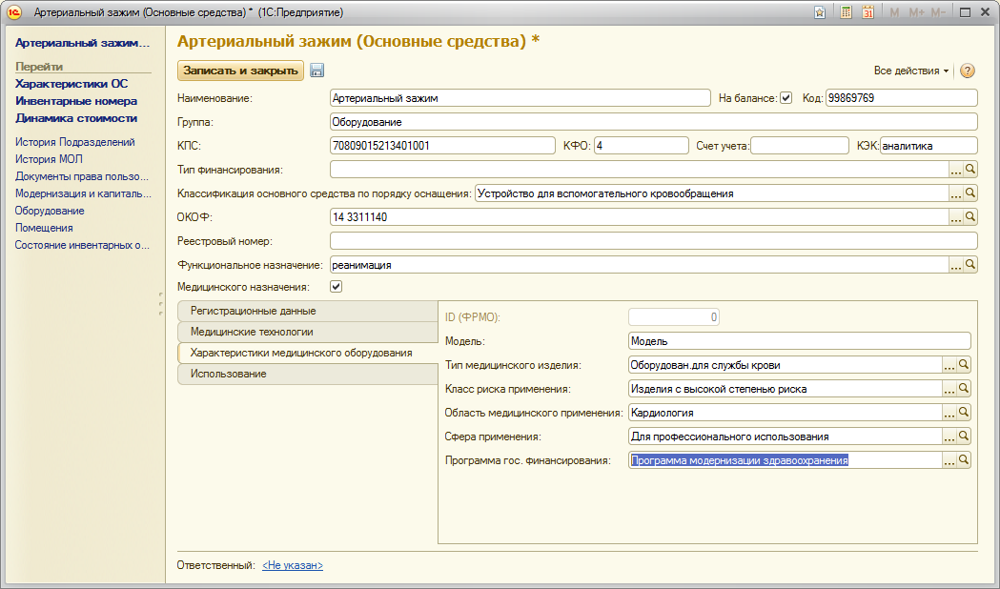 Артериальный зажим (Основные средства) * (1С:Предприятие)
31 M M+ M-
Артериальный зажим...
Перейти
Характеристики ОС
Инвентарные номера
Динамика стоимости
История Подразделений
История МОЛ
Документы права пользо...
Модернизация и капиталь...
Оборудование
Помещения
Состояние инвентарных о...
Артериальный зажим (Основные средства) *
Записать и закрыть Все действия ?
Наименование: Артериальный зажим На балансе: Код: 99869769
Группа: Оборудование
КПС: 70809015213401001 КФО: 4 Счет учета: КЭК: аналитика
Тип финансирования: ...
Классификация основного средства по порядку оснащения: Устройство для вспомогательного кровообращения ...
ОКОФ: 14 3311140 ...
Реестровый номер:
Функциональное назначение: реанимация ...
Медицинского назначения:
Регистрационные данные
Медицинские технологии
Характеристики медицинского оборудования
Использование
ID (ФРМО): 0
Модель: Модель
Тип медицинского изделия: Оборудован.для службы крови ...
Класс риска применения: Изделия с высокой степенью риска ...
Область медицинского применения: Кардиология ...
Сфера применения: Для профессионального использования ...
Программа гос. финансирования: Программа модернизации здравоохранения ...
Ответственный: <Не указан>